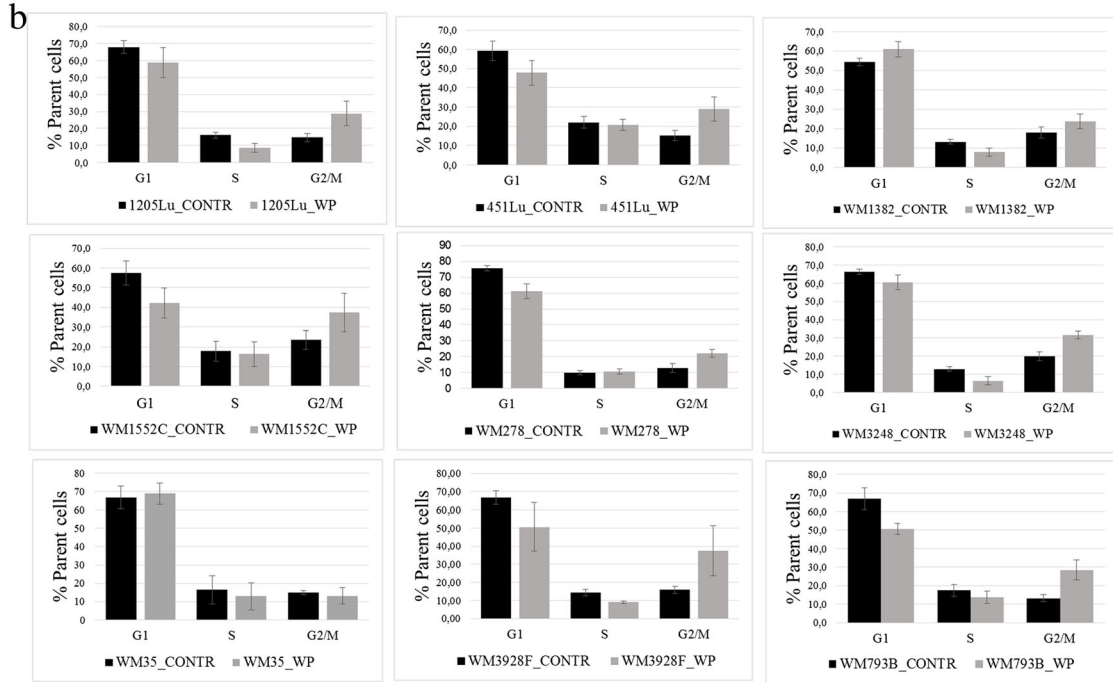 b
% Parent cells
80,0
70,0
60,0
50,0
40,0
30,0
20,0
10,0
0,0
G1 S G2/M
1205Lu_CONTR 1205Lu_WP
% Parent cells
70,0
60,0
50,0
40,0
30,0
20,0
10,0
0,0
G1 S G2/M
451Lu_CONTR 451Lu_WP
% Parent cells
70,0
60,0
50,0
40,0
30,0
20,0
10,0
0,0
G1 S G2/M
WM1382_CONTR WM1382_WP
% Parent cells
70,0
60,0
50,0
40,0
30,0
20,0
10,0
0,0
G1 S G2/M
WM1552C_CONTR WM1552C_WP
% Parent cells
90
80
70
60
50
40
30
20
10
0
G1 S G2/M
WM278_CONTR WM278_WP
% Parent cells
80,0
70,0
60,0
50,0
40,0
30,0
20,0
10,0
0,0
G1 S G2/M
WM3248_CONTR WM3248_WP
% Parent cells
80
70
60
50
40
30
20
10
0
G1 S G2/M
WM35_CONTR WM35_WP
% Parent cells
80,00
70,00
60,00
50,00
40,00
30,00
20,00
10,00
0,00
G1 S G2/M
WM3928F_CONTR WM3928F_WP
% Parent cells
80,0
70,0
60,0
50,0
40,0
30,0
20,0
10,0
0,0
G1 S G2/M
WM793B_CONTR WM793B_WP